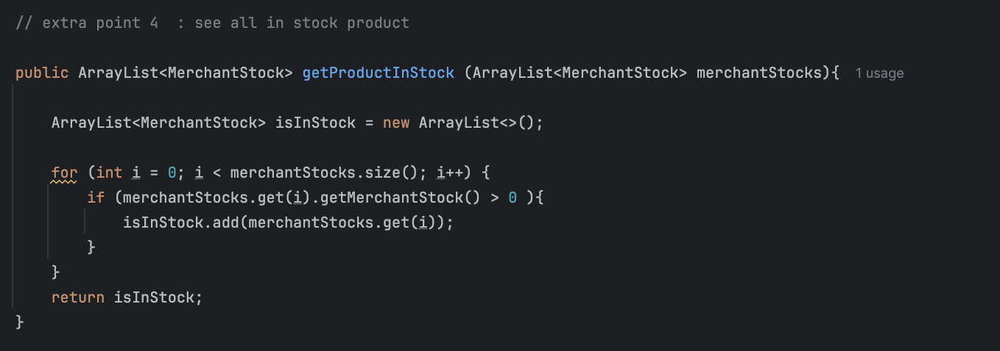 // extra point 4  : see all in stock product
public ArrayList<MerchantStock> getProductInStock (ArrayList<MerchantStock> merchantStocks){ 1 usage
ArrayList<MerchantStock> isInStock = new ArrayList<>();
for (int i = 0; i < merchantStocks.size(); i++) {
if (merchantStocks.get(i).getMerchantStock() > 0 ){
isInStock.add(merchantStocks.get(i));
}
}
return isInStock;
}